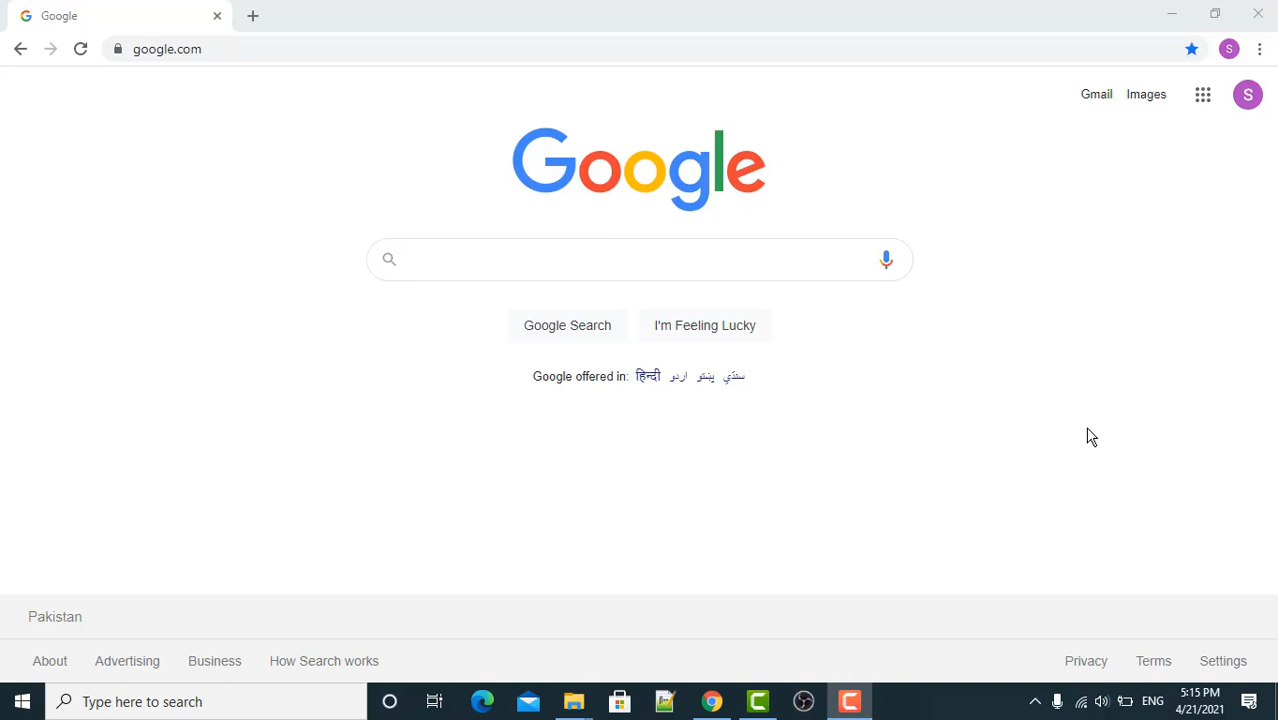 Google
google.com
S
Gmail Images S
Google
Google Search I'm Feeling Lucky
Google offered in: हिन्दी اردو پښتو سنڌي
Pakistan
About Advertising Business How Search works Privacy Terms Settings
Type here to search
ENG
5:15 PM
4/21/2021